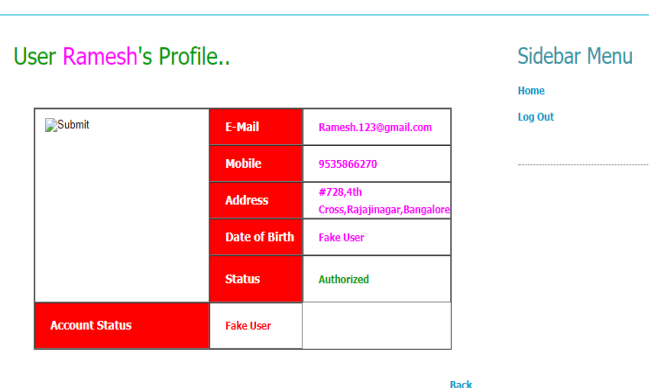 User Ramesh's Profile..
Sidebar Menu
Home
Log Out
Submit
E-Mail
Ramesh.123@gmail.com
Mobile
9535866270
Address
#728,4th
Cross,Rajajinagar,Bangalore
Date of Birth
Fake User
Status
Authorized
Account Status
Fake User
Back